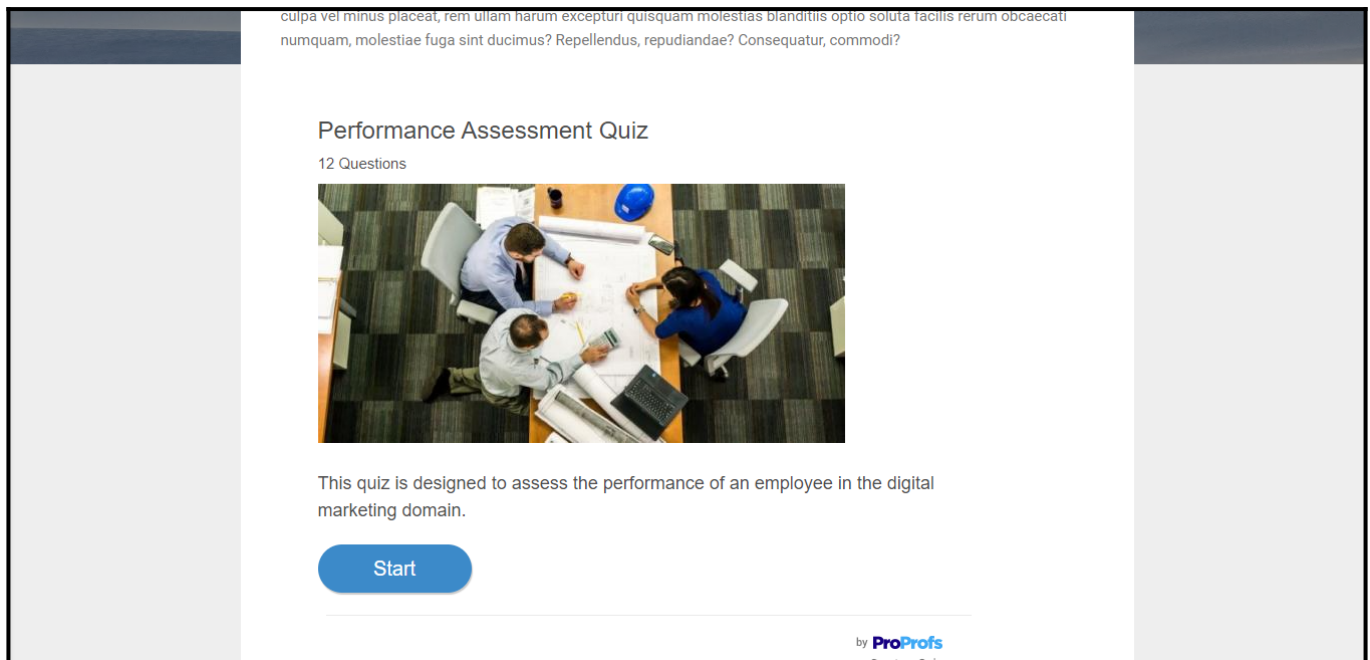 culpa vel minus placeat, rem ullam harum excepturi quisquam molestias blanditiis optio soluta facilis rerum obcaecati
numquam, molestiae fuga sint ducimus? Repellendus, repudiandae? Consequatur, commodi?
Performance Assessment Quiz
12 Questions
This quiz is designed to assess the performance of an employee in the digital
marketing domain.
Start
by ProProfs